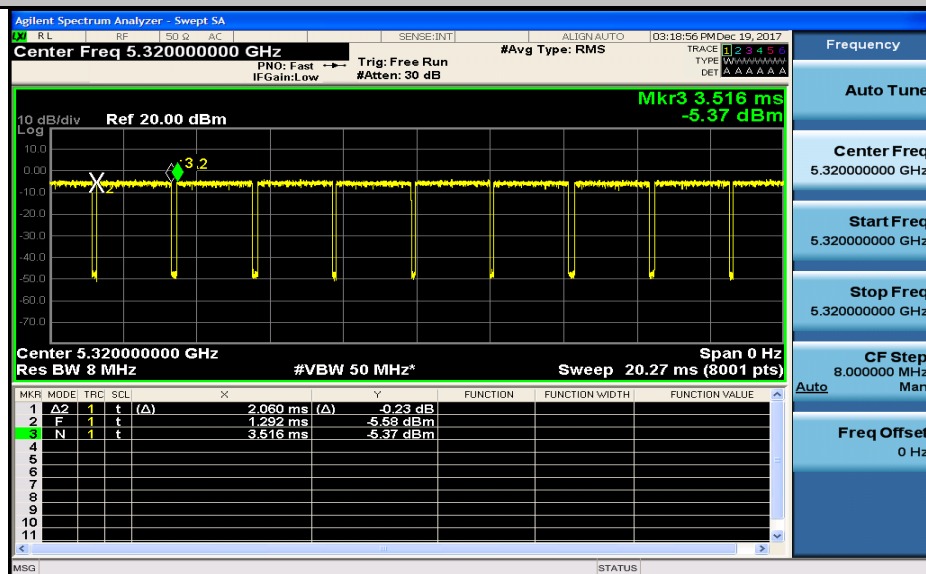 Agilent Spectrum Analyzer - Swept SA
LXI RL RF 50 Ω AC SENSE:INT ALIGN AUTO 03:18:56 PM Dec 19, 2017
Center Freq 5.320000000 GHz
PNO: Fast
IFGain:Low
Trig: Free Run
#Atten: 30 dB
#Avg Type: RMS
TRACE 1 2 3 4 5 6
TYPE WWWWWWW
DET A A A A A A
Frequency
Mkr3 3.516 ms
-5.37 dBm
10 dB/div Ref 20.00 dBm
Log
10.0
0.00
-10.0
-20.0
-30.0
-40.0
-50.0
-60.0
-70.0
3 2
2
Center 5.320000000 GHz Span 0 Hz
Res BW 8 MHz #VBW 50 MHz* Sweep 20.27 ms (8001 pts)
MKR MODE TRC SCL X Y FUNCTION FUNCTION WIDTH FUNCTION VALUE
1 Δ2 1 t (Δ) 2.060 ms (Δ) -0.23 dB
2 F 1 t 1.292 ms -5.58 dBm
3 N 1 t 3.516 ms -5.37 dBm
4
5
6
7
8
9
10
11
MSG STATUS
Auto Tune
Center Freq
5.320000000 GHz
Start Freq
5.320000000 GHz
Stop Freq
5.320000000 GHz
CF Step
8.000000 MHz
Auto Man
Freq Offset
0 Hz